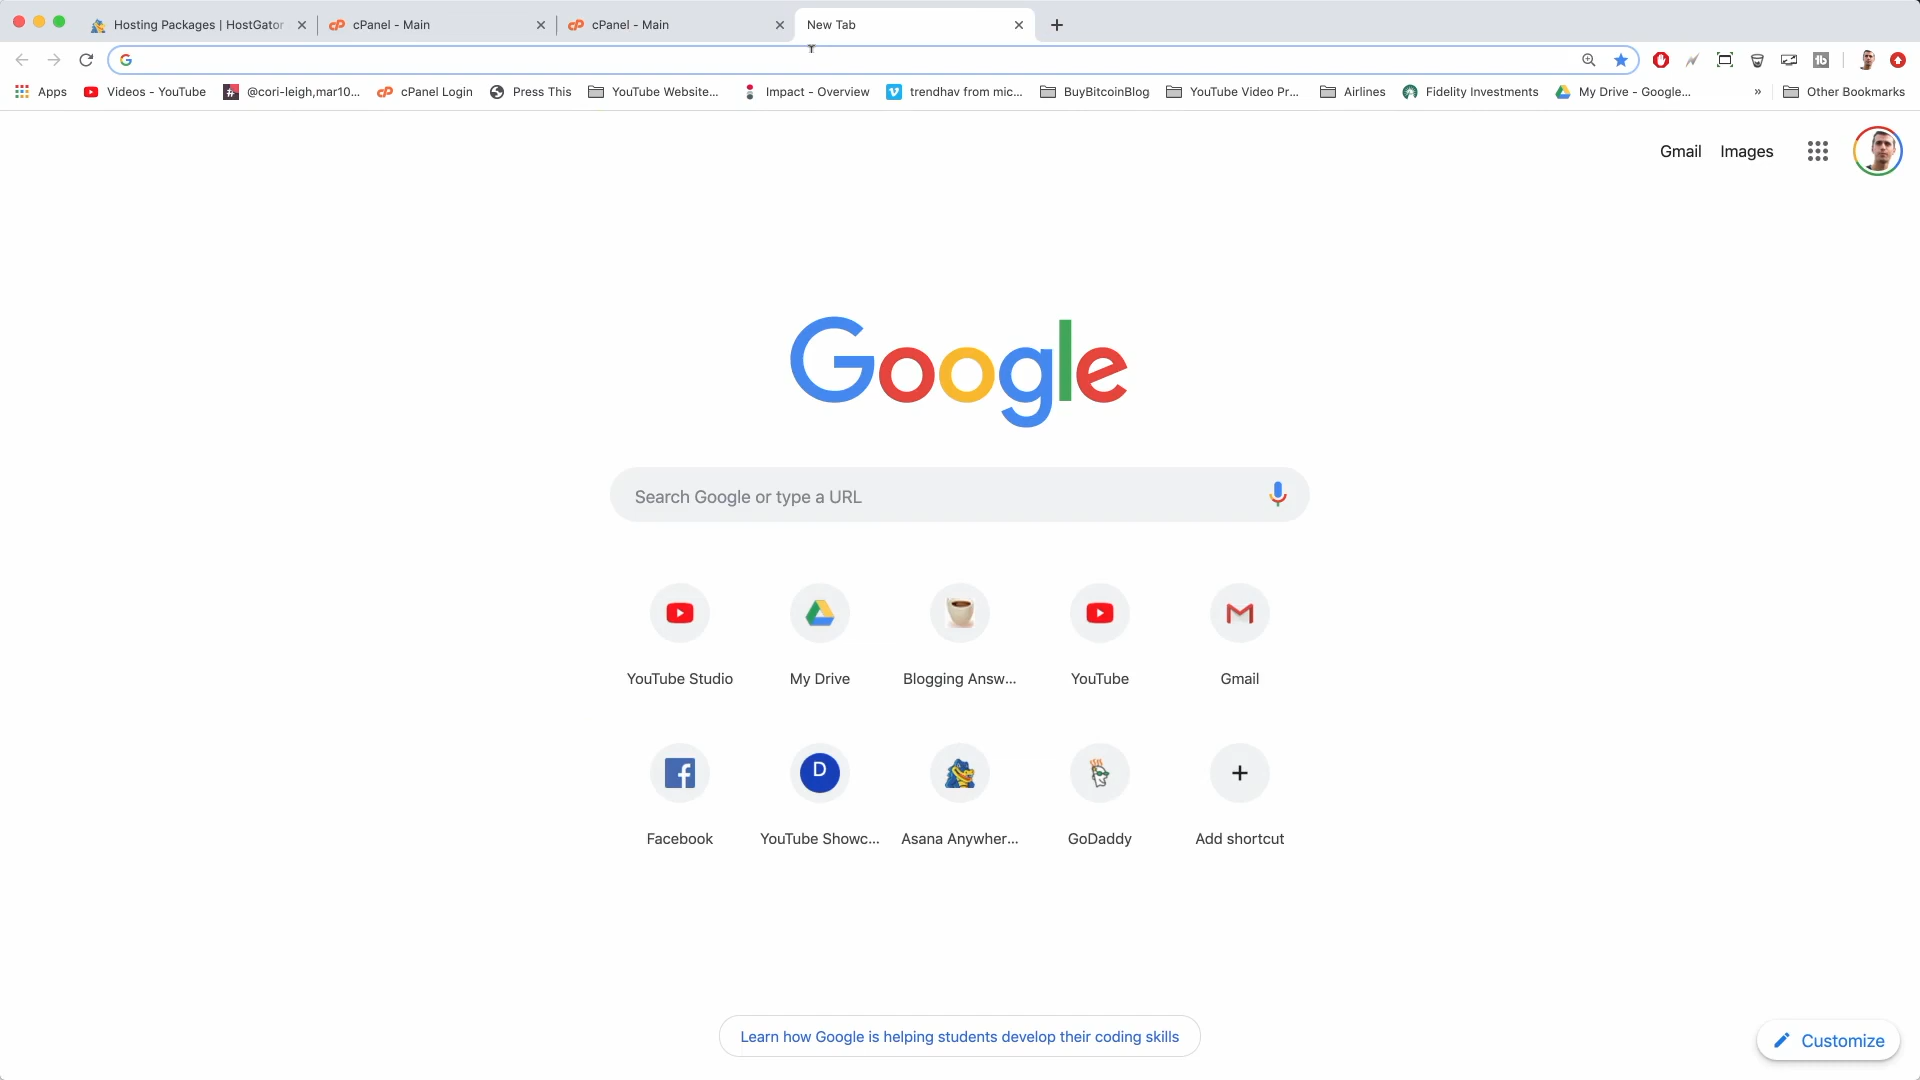 Hosting Packages | HostGator
cPanel - Main
cPanel - Main
New Tab
Apps
Videos - YouTube
@cori-leigh,mar10...
cPanel Login
Press This
YouTube Website...
Impact - Overview
trendhav from mic...
BuyBitcoinBlog
YouTube Video Pr...
Airlines
Fidelity Investments
My Drive - Google...
»
Other Bookmarks
Gmail
Images
Google
Search Google or type a URL
YouTube Studio
My Drive
Blogging Answ...
YouTube
Gmail
D
Facebook
YouTube Showc...
Asana Anywher...
GoDaddy
Add shortcut
Learn how Google is helping students develop their coding skills
Customize